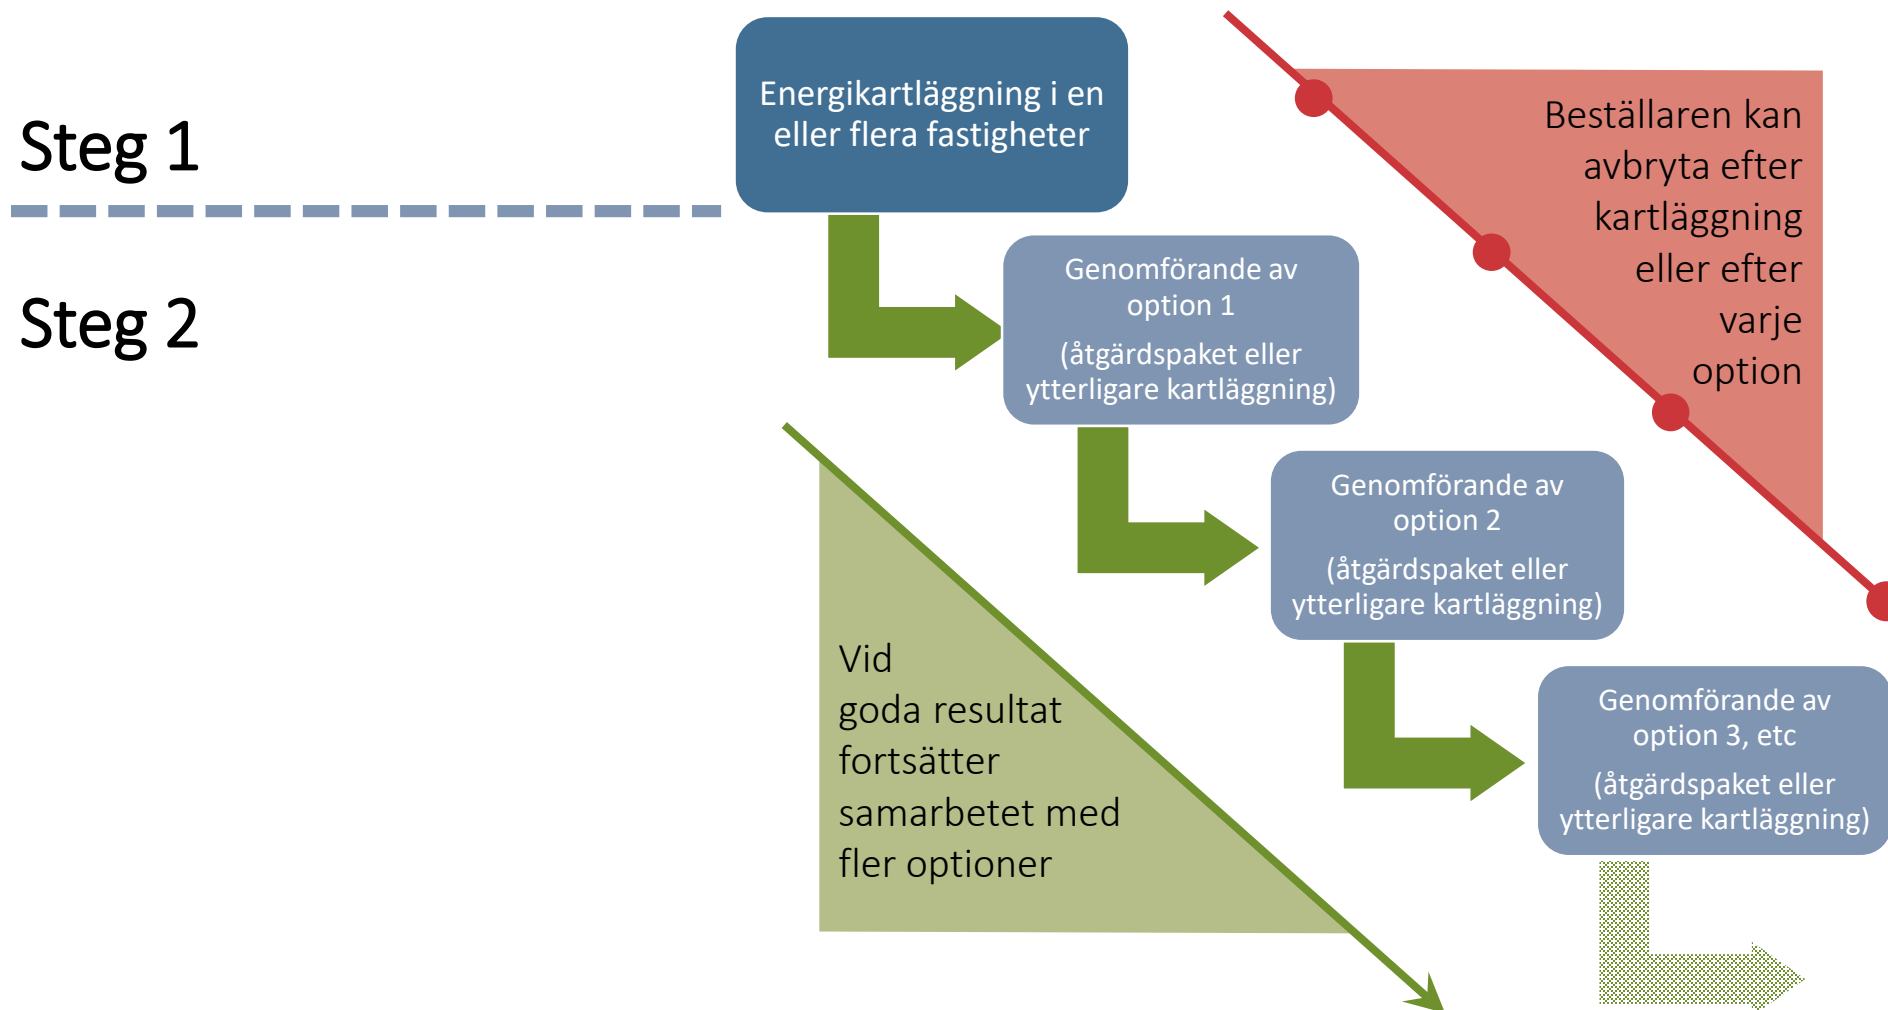 Steg 1
Energikartläggning i en
eller flera fastigheter
Beställaren kan
avbryta efter
kartläggning
eller efter
varje
option
Steg 2
Genomförande av
option 1
(åtgärdspaket eller
ytterligare kartläggning)
Genomförande av
option 2
(åtgärdspaket eller
ytterligare kartläggning)
Vid
goda resultat
fortsätter
samarbetet med
fler optioner
Genomförande av
option 3, etc
(åtgärdspaket eller
ytterligare kartläggning)